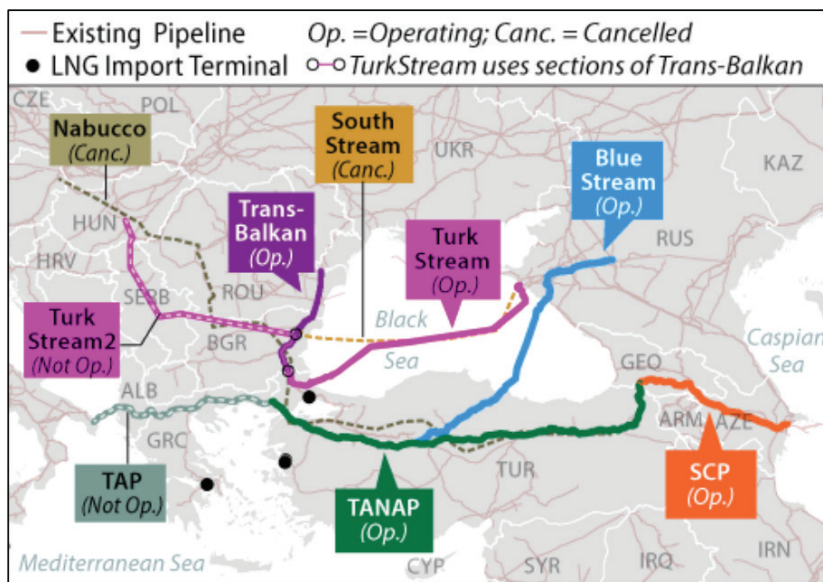 Existing Pipeline
Op. =Operating; Canc. = Cancelled
LNG Import Terminal
TurkStream uses sections of Trans-Balkan
CZE
POL
Nabucco
(Canc.)
South
Stream
(Canc.)
UKR
Blue
Stream
(Op.)
KAZ
HUN
Trans-
Balkan
(Op.)
Turk
Stream
(Op.)
RUS
HRV
SERB
ROU
Turk
Stream2
(Not Op.)
BGR
Black
Sea
Caspian
Sea
GEO
ALB
ARM
AZE
GRC
TAP
(Not Op.)
TANAP
(Op.)
TUR
SCP
(Op.)
Mediterranean Sea
CYP
SYR
IRQ
IRN